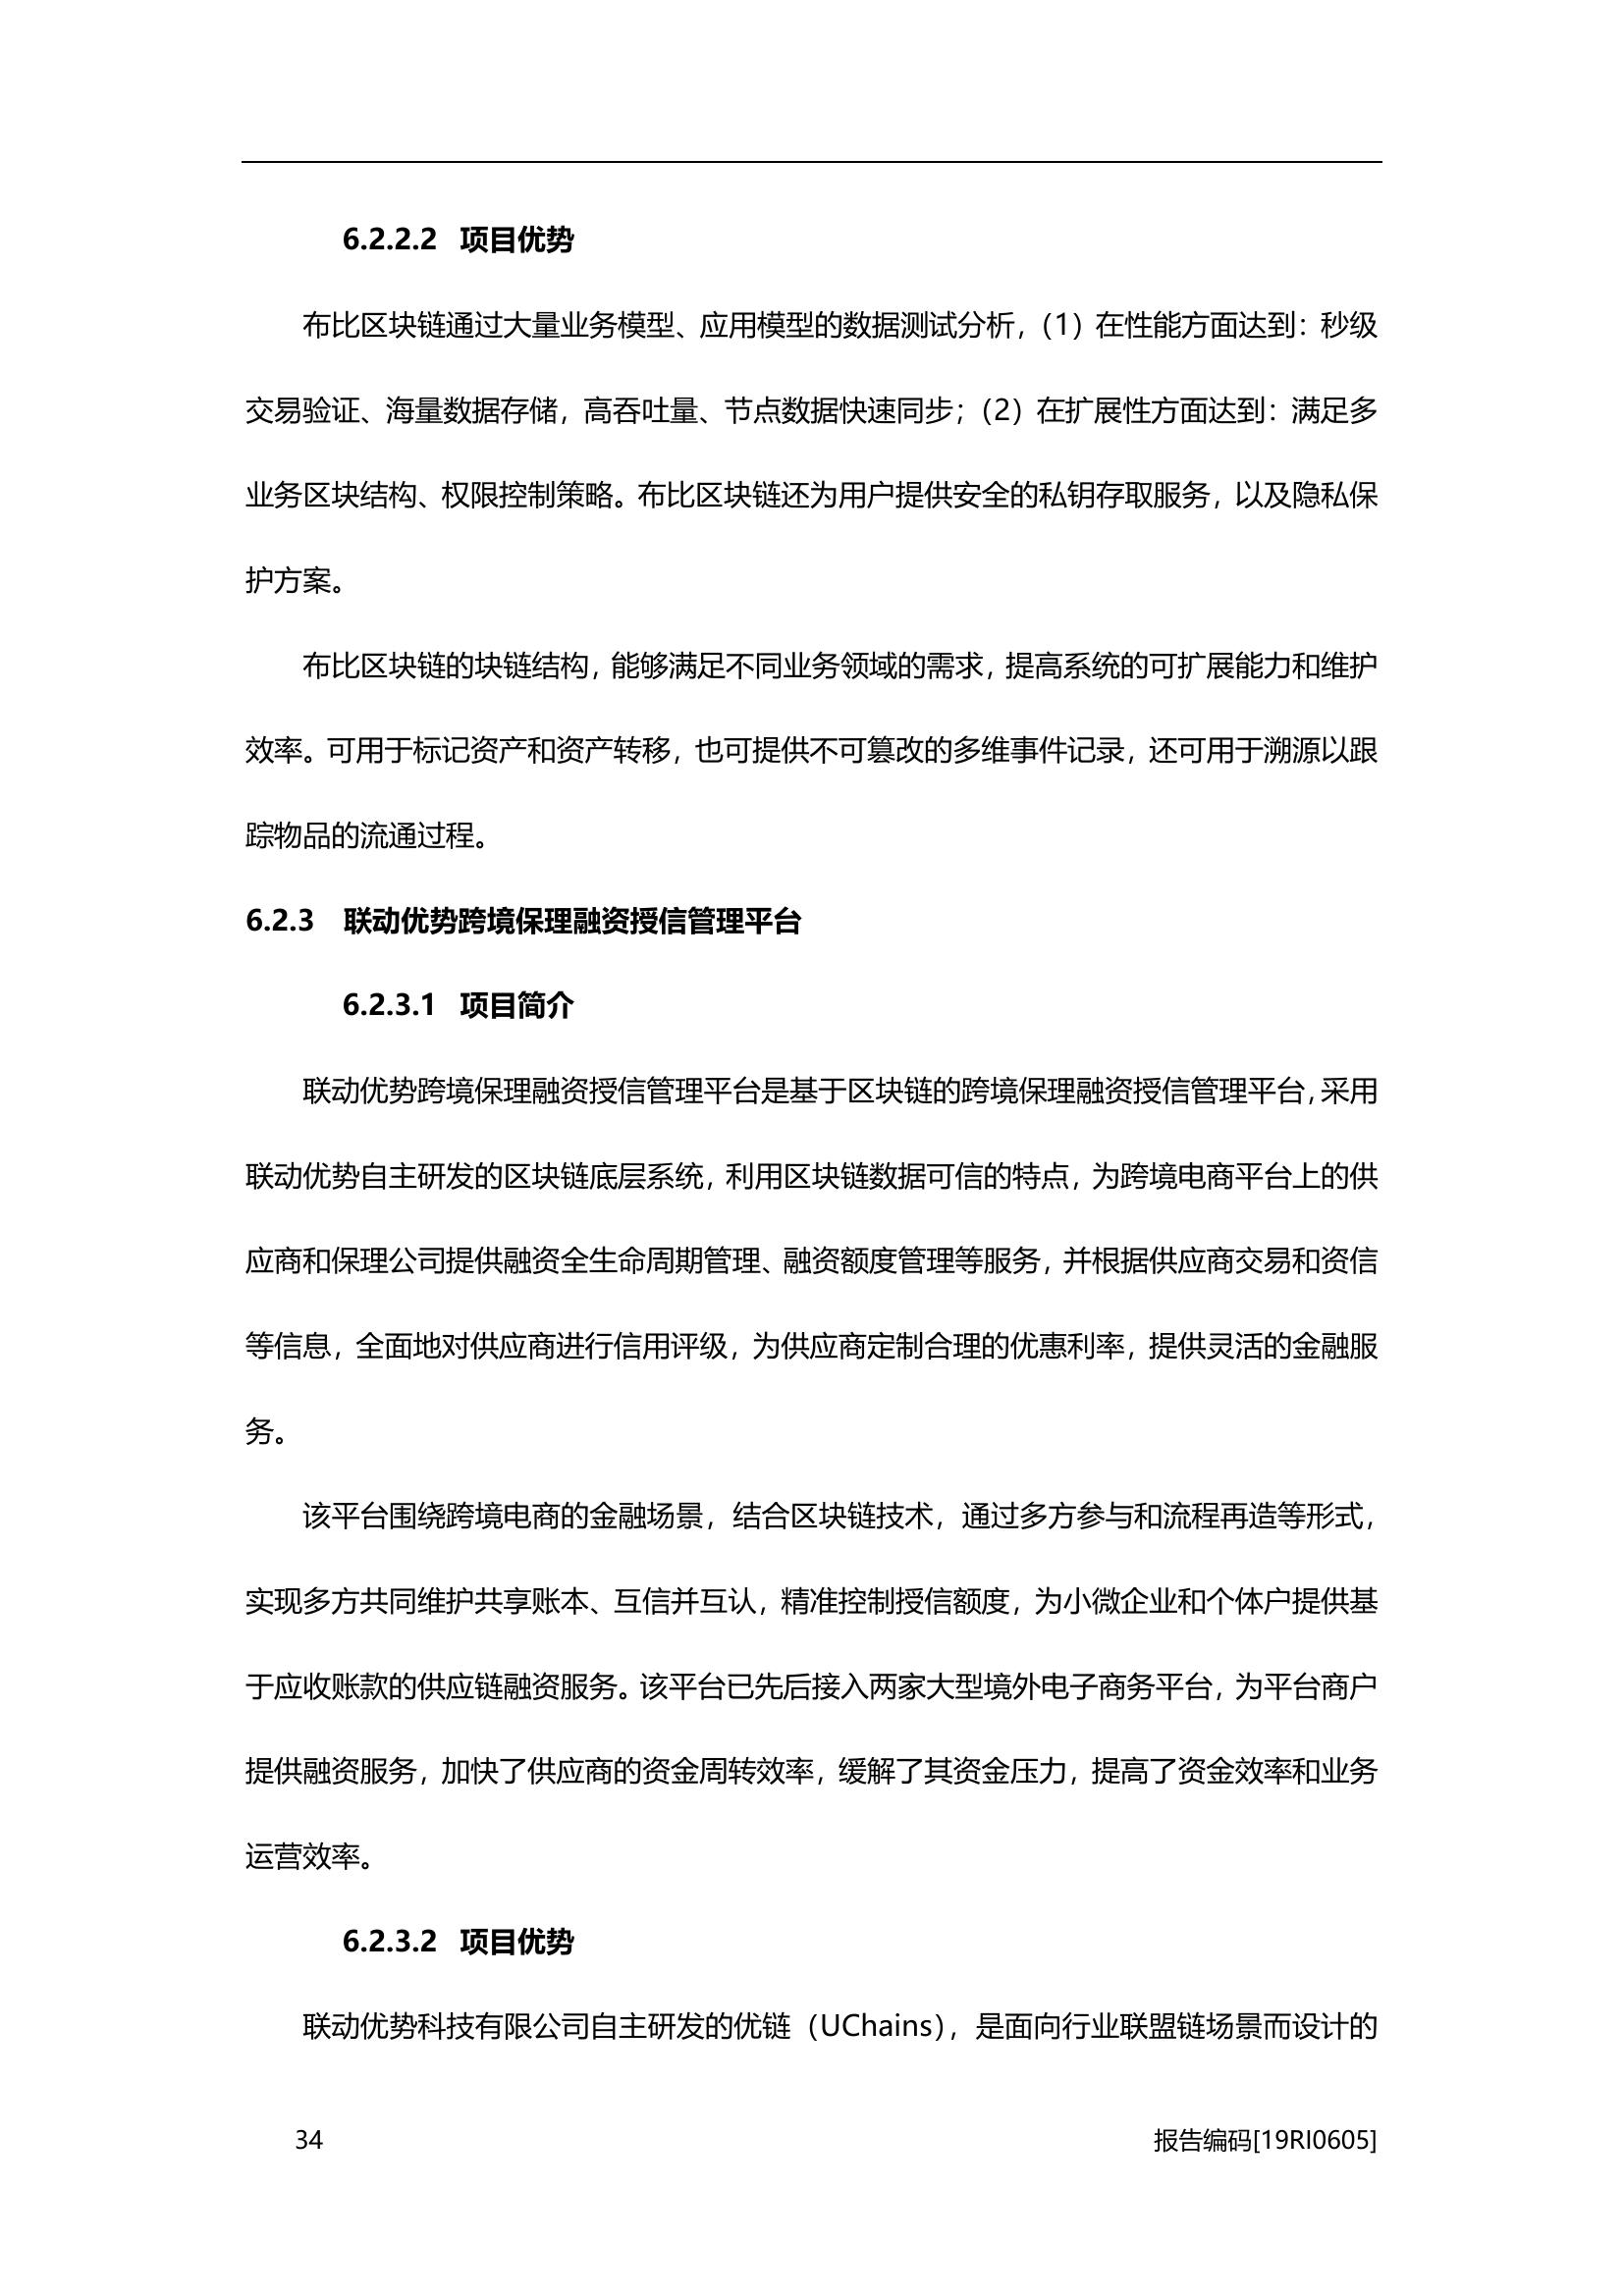 6.2.2.2 项目优势
布比区块链通过大量业务模型、应用模型的数据测试分析，（1）在性能方面达到：秒级
交易验证、海量数据存储，高吞吐量、节点数据快速同步；（2）在扩展性方面达到：满足多
业务区块结构、权限控制策略。布比区块链还为用户提供安全的私钥存取服务，以及隐私保
护方案。
布比区块链的块链结构，能够满足不同业务领域的需求，提高系统的可扩展能力和维护
效率。可用于标记资产和资产转移，也可提供不可篡改的多维事件记录，还可用于溯源以跟
踪物品的流通过程。
6.2.3 联动优势跨境保理融资授信管理平台
6.2.3.1 项目简介
联动优势跨境保理融资授信管理平台是基于区块链的跨境保理融资授信管理平台，采用
联动优势自主研发的区块链底层系统，利用区块链数据可信的特点，为跨境电商平台上的供
应商和保理公司提供融资全生命周期管理、融资额度管理等服务，并根据供应商交易和资信
等信息，全面地对供应商进行信用评级，为供应商定制合理的优惠利率，提供灵活的金融服
务。
该平台围绕跨境电商的金融场景，结合区块链技术，通过多方参与和流程再造等形式，
实现多方共同维护共享账本、互信并互认，精准控制授信额度，为小微企业和个体户提供基
于应收账款的供应链融资服务。该平台已先后接入两家大型境外电子商务平台，为平台商户
提供融资服务，加快了供应商的资金周转效率，缓解了其资金压力，提高了资金效率和业务
运营效率。
6.2.3.2 项目优势
联动优势科技有限公司自主研发的优链（UChains），是面向行业联盟链场景而设计的
34 报告编码[19RI0605]